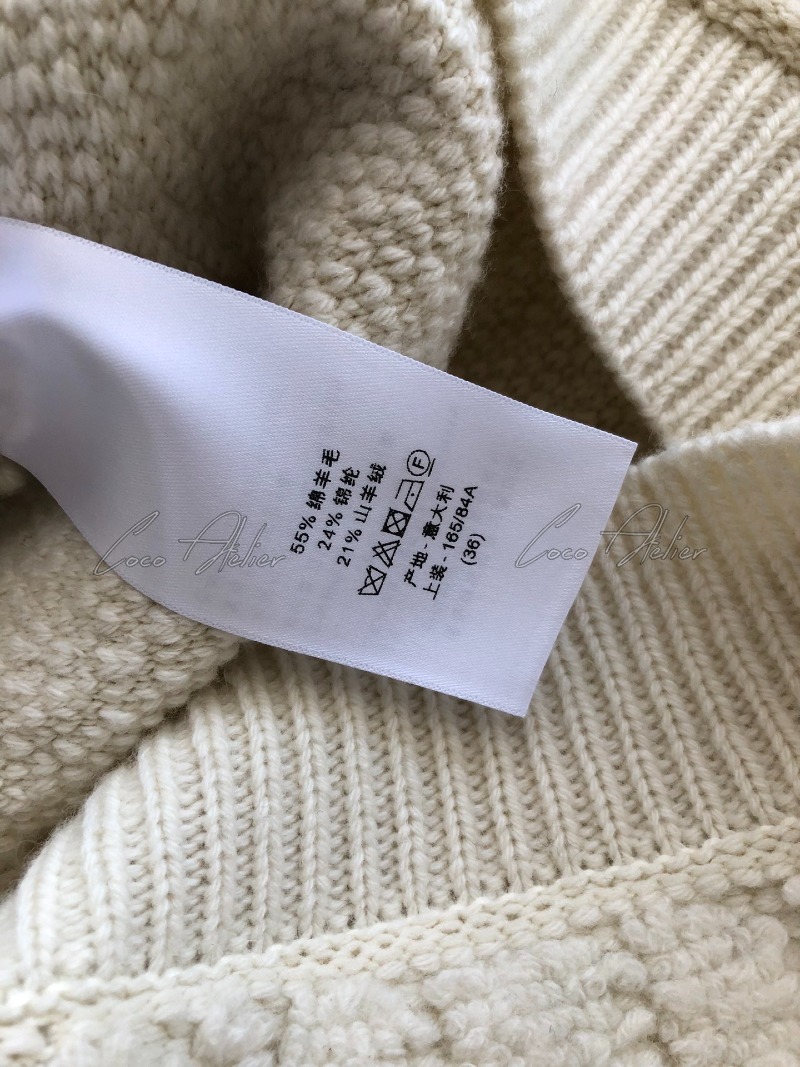 55% 绵羊毛
24% 锦纶
21% 山羊绒
F
产地 - 意大利
上装 - 165/84A
(36)
Coco Atelier
Coco Atelier